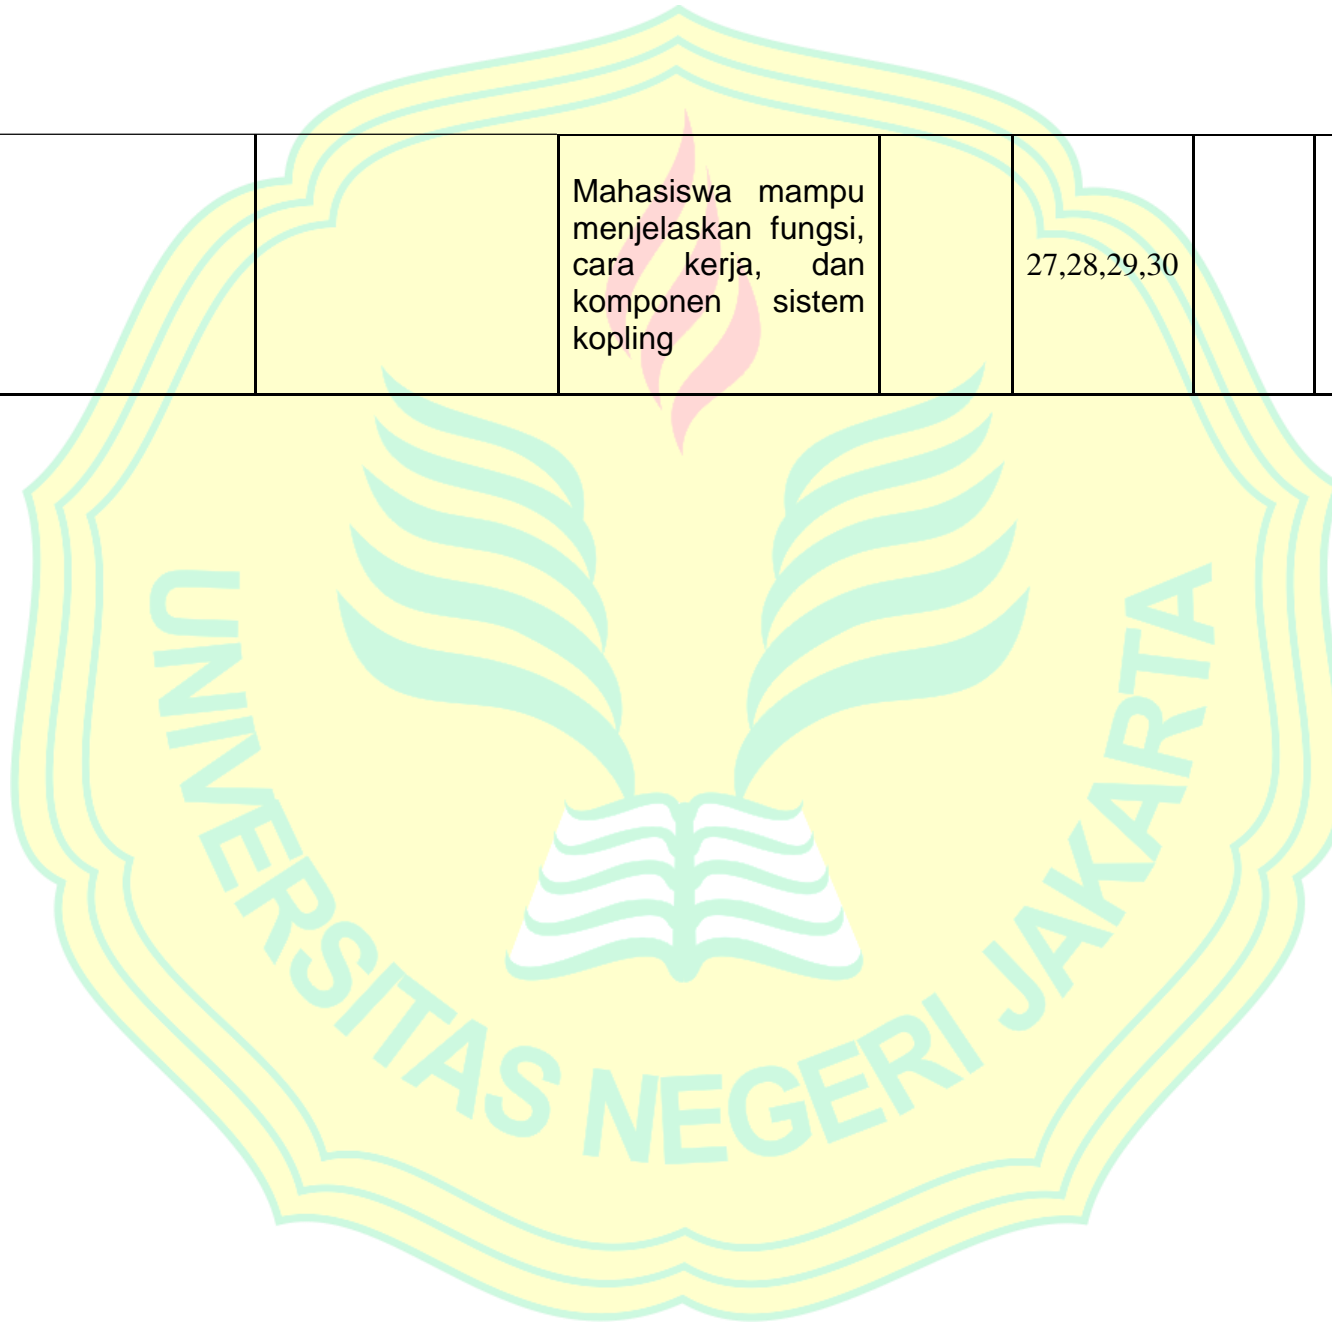 Mahasiswa mampu
menjelaskan fungsi,
cara kerja, dan
komponen sistem
kopling
27,28,29,30
UNIVERSITAS NEGERI JAKARTA